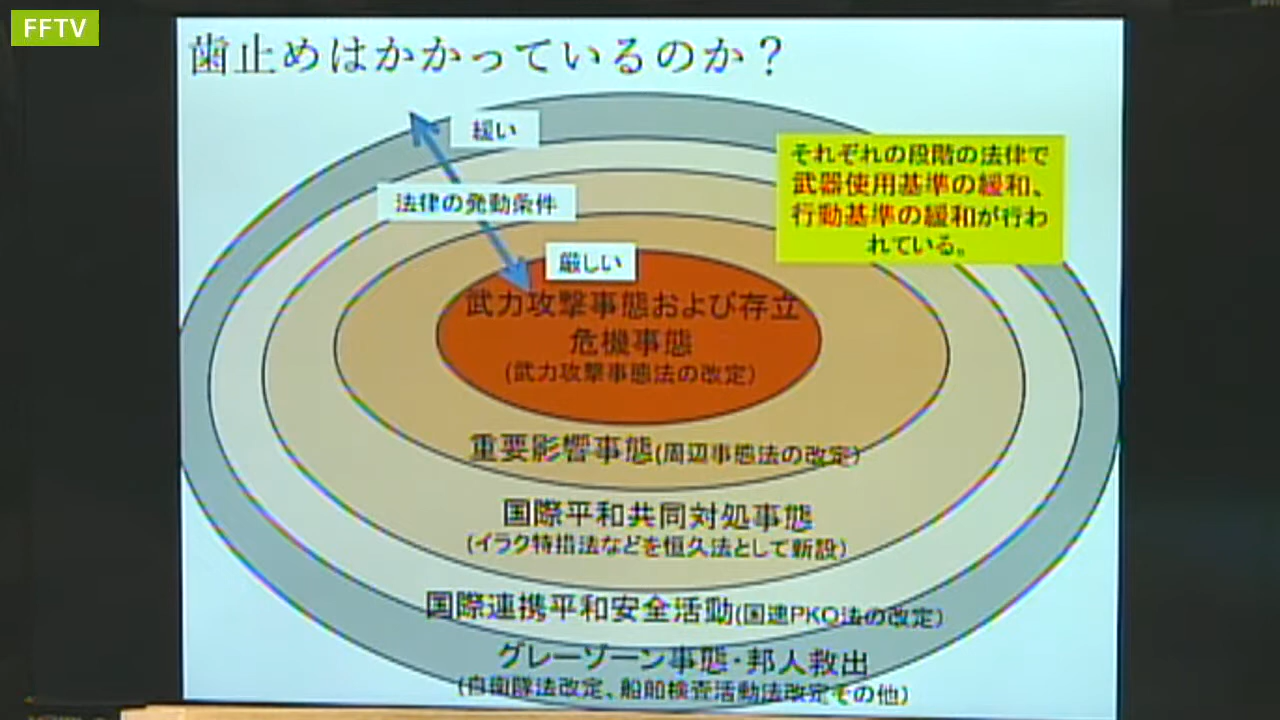 FFTV
歯止めはかかっているのか？
緩い
それぞれの段階の法律で
武器使用基準の緩和、
行動基準の緩和が行わ
れている。
法律の発動条件
厳しい
武力攻撃事態および存立
危機事態
(武力攻撃事態法の改定)
重要影響事態(周辺事態法の改定)
国際平和共同対処事態
(イラク特措法などを恒久法として新設)
国際連携平和安全活動(国連PKO法の改定)
グレーゾーン事態・邦人救出
(自衛隊法改定、船舶検査活動法改定その他)